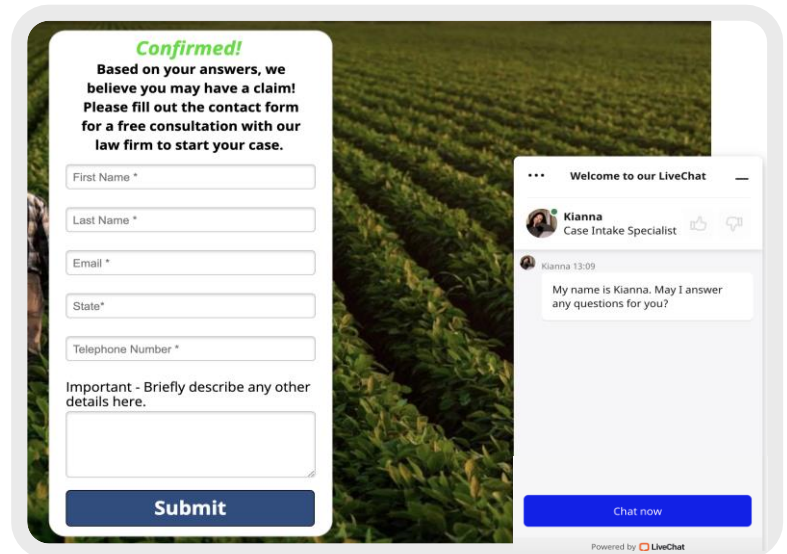 Confirmed!
Based on your answers, we
believe you may have a claim!
Please fill out the contact form
for a free consultation with our
law firm to start your case.
First Name *
Last Name *
Email *
State*
Telephone Number *
Important - Briefly describe any other
details here.
Submit
Welcome to our LiveChat
Kianna
Case Intake Specialist
Kianna 13:09
My name is Kianna. May I answer
any questions for you?
Chat now
Powered by LiveChat